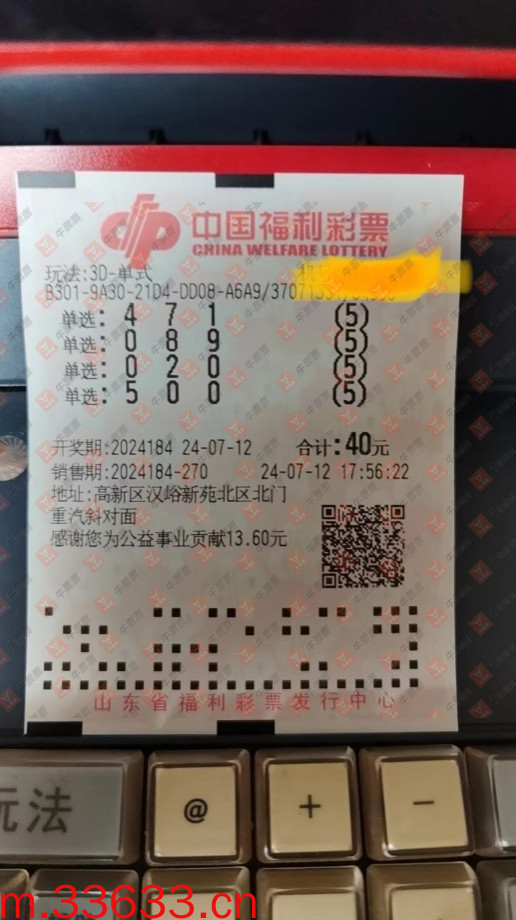 中国福利彩票
CHINA WELFARE LOTTERY
玩法:3D-单式
B301-9A30-21D4-DD08-A6A9/3707
单选: 4 7 1 (5)
单选: 0 8 9 (5)
单选: 0 2 0 (5)
单选: 5 0 0 (5)
开奖期:2024184 24-07-12 合计:40元
销售期:2024184-270 24-07-12 17:56:22
地址:高新区汉峪新苑北区北门
重汽斜对面
感谢您为公益事业贡献13.60元
山东省福利彩票发行中心
玩法 @ + −
m.33633.cn